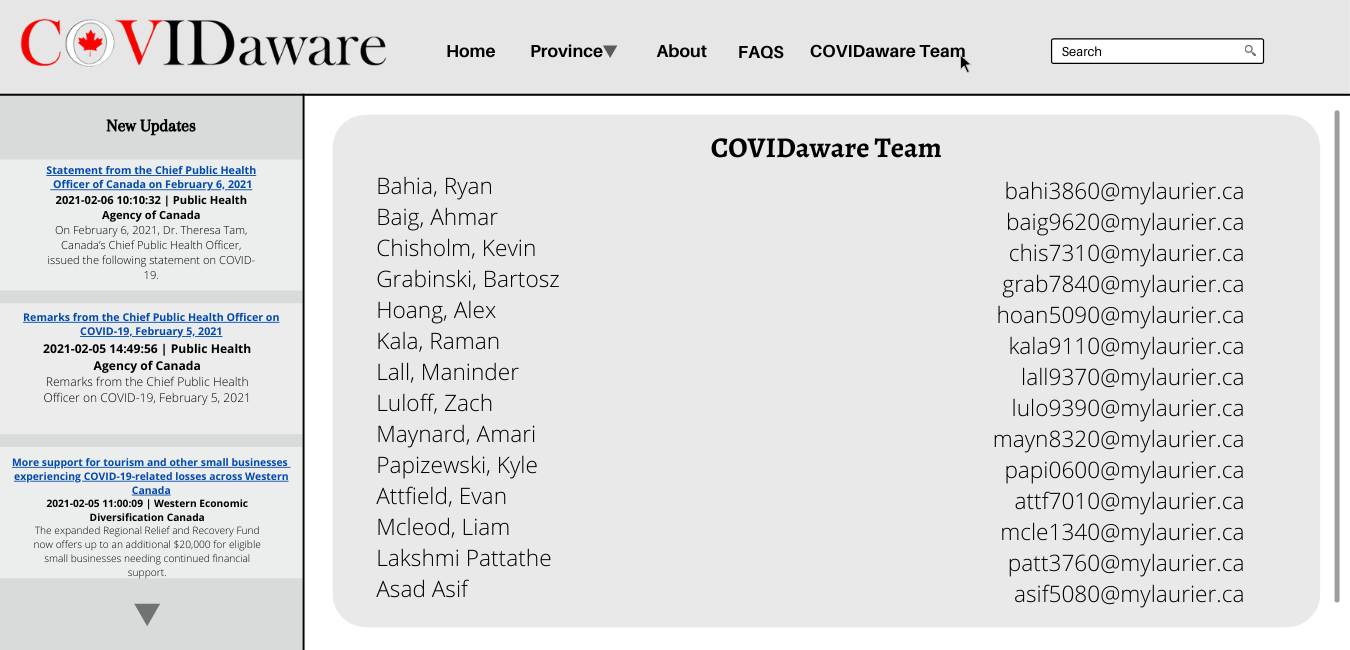 COVIDaware
Home Province About FAQS COVIDaware Team
Search
New Updates
Statement from the Chief Public Health
Officer of Canada on February 6, 2021
2021-02-06 10:10:32 | Public Health
Agency of Canada
On February 6, 2021, Dr. Theresa Tam,
Canada’s Chief Public Health Officer,
issued the following statement on COVID-
19.
Remarks from the Chief Public Health Officer on
COVID-19, February 5, 2021
2021-02-05 14:49:56 | Public Health
Agency of Canada
Remarks from the Chief Public Health
Officer on COVID-19, February 5, 2021
More support for tourism and other small businesses
experiencing COVID-19-related losses across Western
Canada
2021-02-05 11:00:09 | Western Economic
Diversification Canada
The expanded Regional Relief and Recovery Fund
now offers up to an additional $20,000 for eligible
small businesses needing continued financial
support.
COVIDaware Team
Bahia, Ryan bahi3860@mylaurier.ca
Baig, Ahmar baig9620@mylaurier.ca
Chisholm, Kevin chis7310@mylaurier.ca
Grabinski, Bartosz grab7840@mylaurier.ca
Hoang, Alex hoan5090@mylaurier.ca
Kala, Raman kala9110@mylaurier.ca
Lall, Maninder lall9370@mylaurier.ca
Luloff, Zach lulo9390@mylaurier.ca
Maynard, Amari mayn8320@mylaurier.ca
Papizewski, Kyle papi0600@mylaurier.ca
Attfield, Evan attf7010@mylaurier.ca
Mcleod, Liam mcle1340@mylaurier.ca
Lakshmi Pattathe patt3760@mylaurier.ca
Asad Asif asif5080@mylaurier.ca